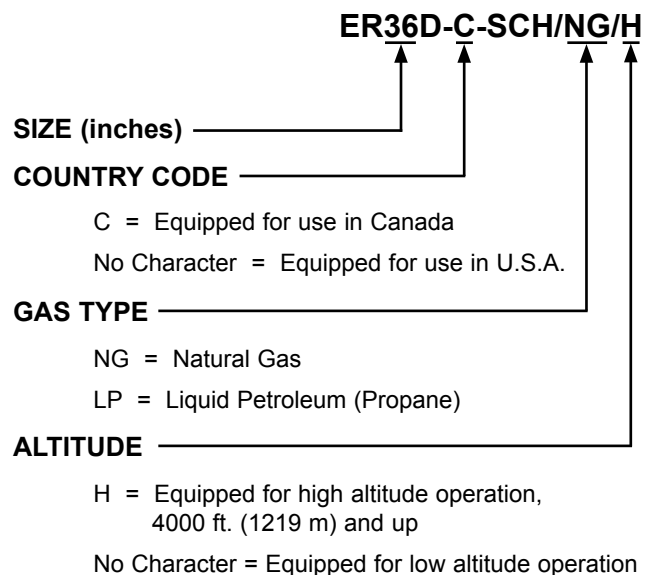 ER36D-C-SCH/NG/H
SIZE (inches)
COUNTRY CODE
C = Equipped for use in Canada
No Character = Equipped for use in U.S.A.
GAS TYPE
NG = Natural Gas
LP = Liquid Petroleum (Propane)
ALTITUDE
H = Equipped for high altitude operation,
4000 ft. (1219 m) and up
No Character = Equipped for low altitude operation